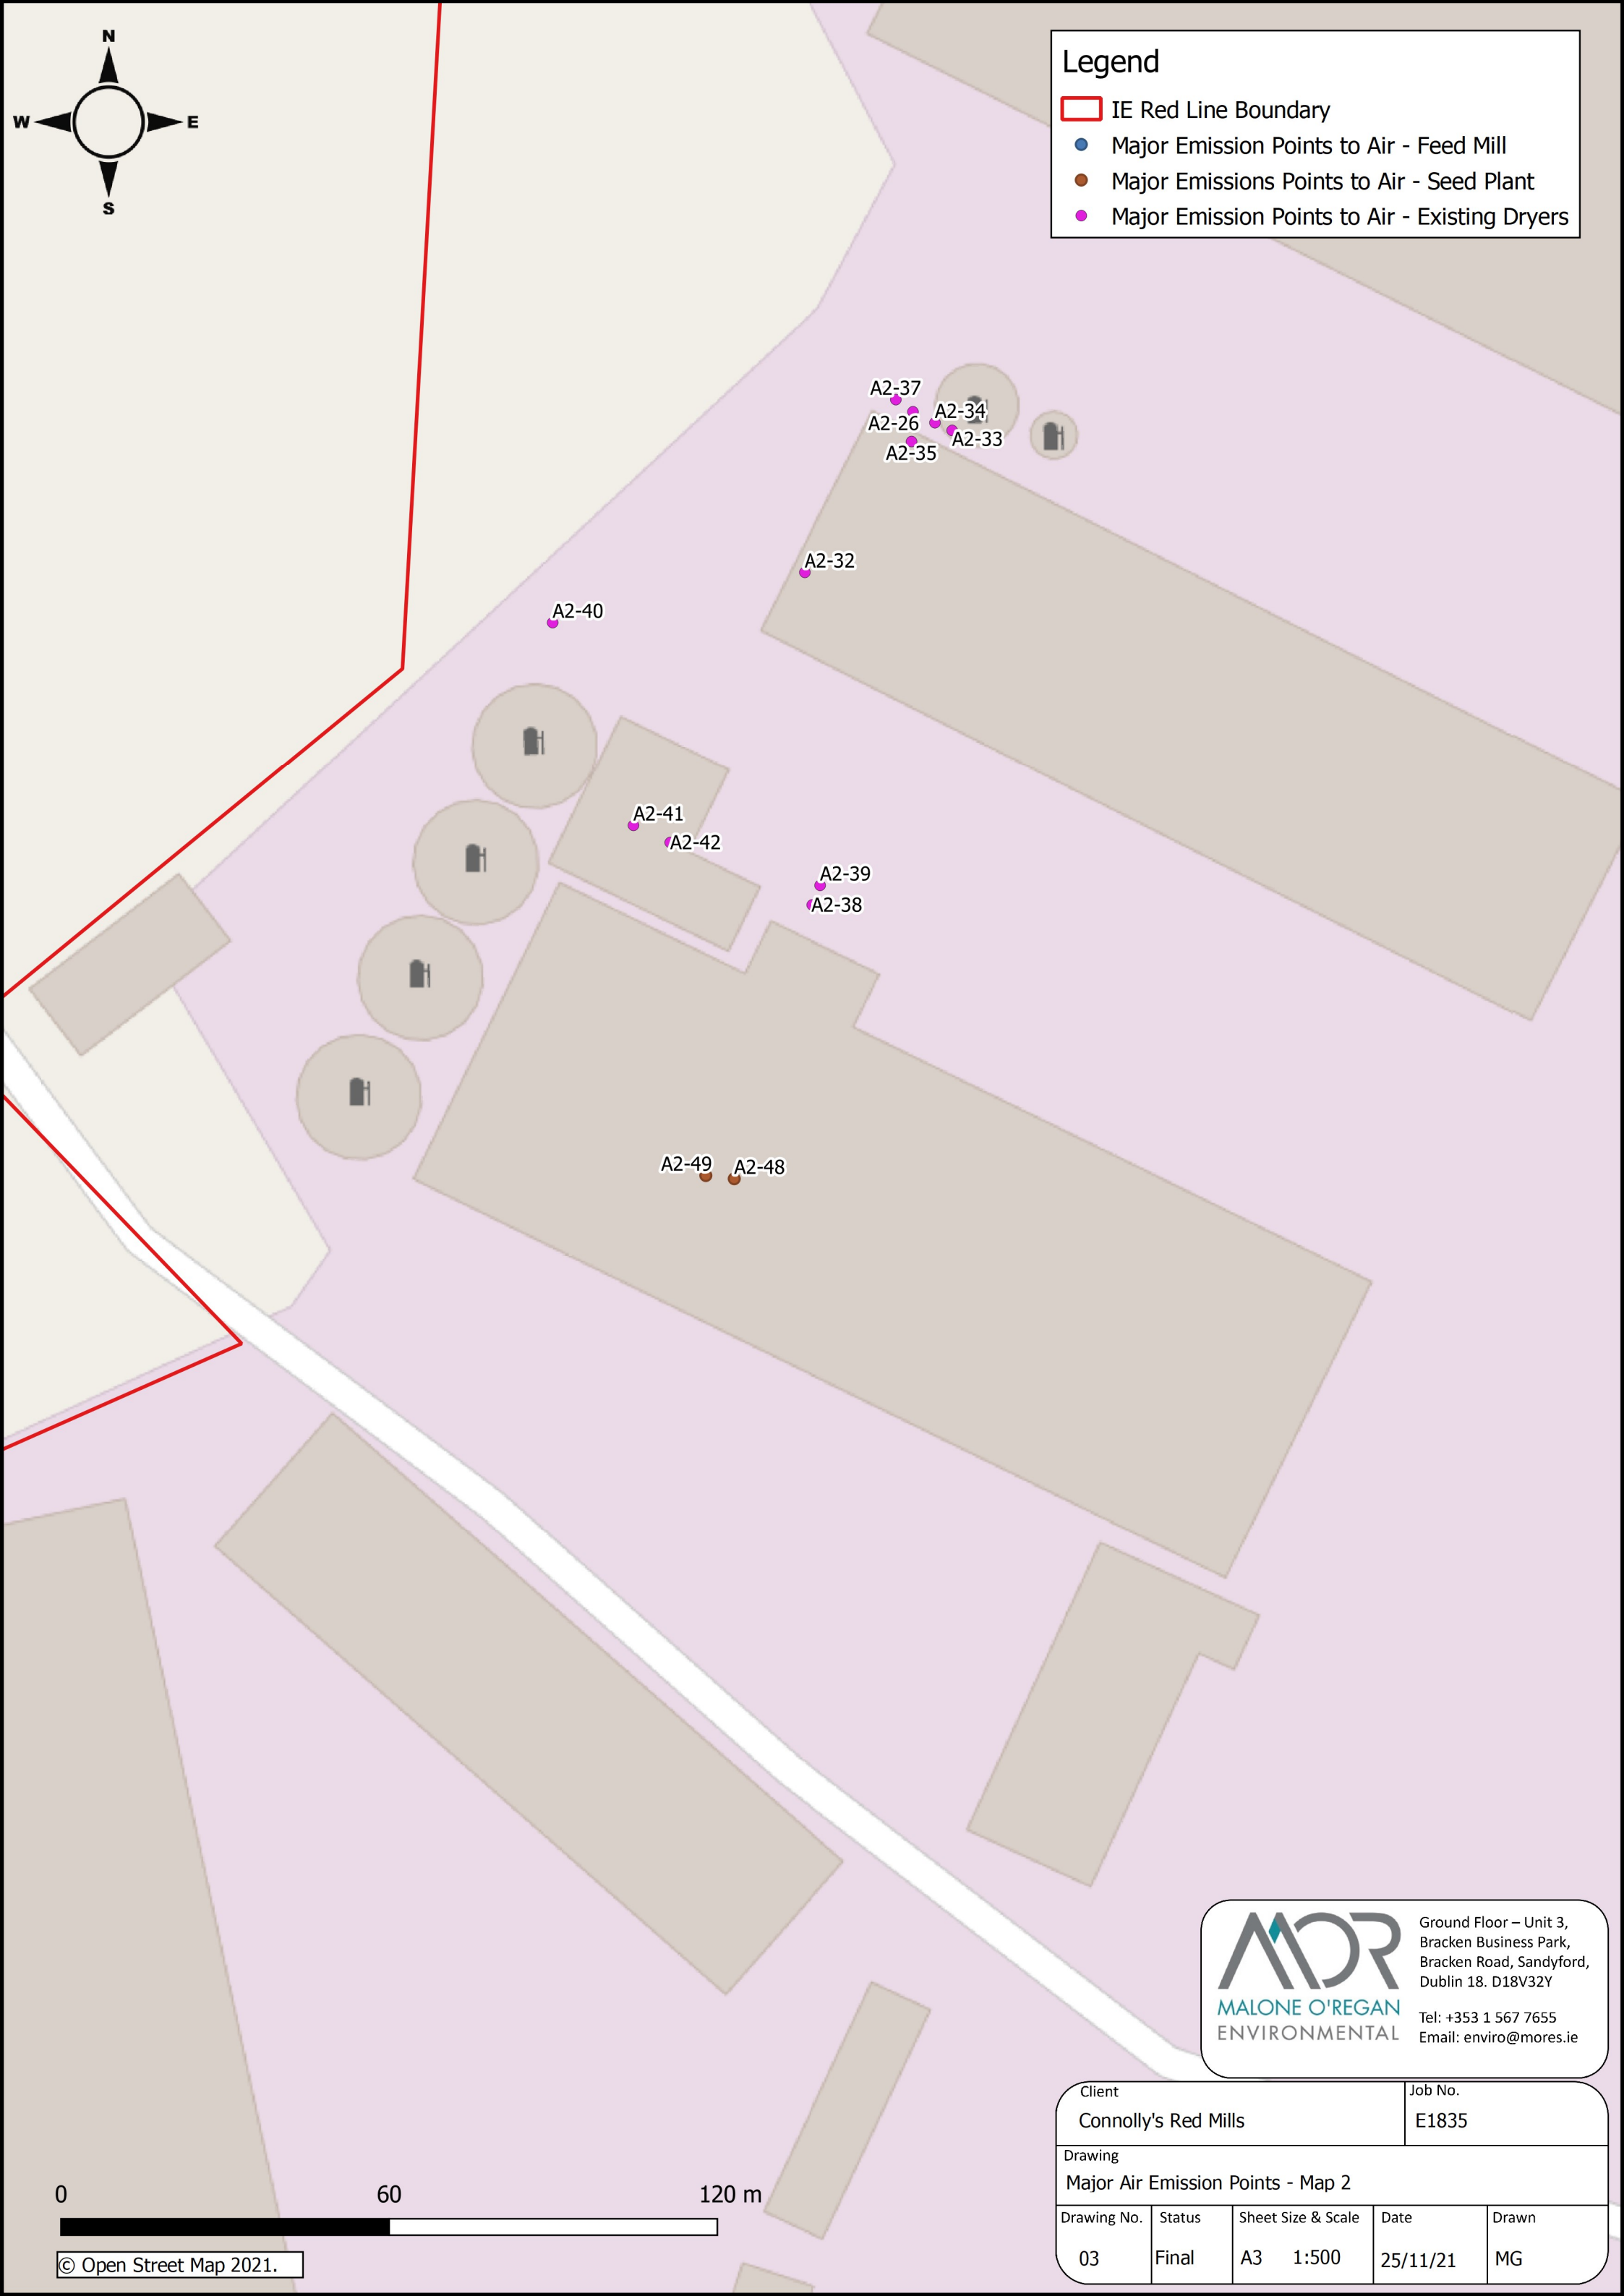 N
W E
S
Legend
IE Red Line Boundary
Major Emission Points to Air - Feed Mill
Major Emissions Points to Air - Seed Plant
Major Emission Points to Air - Existing Dryers
A2-37
A2-34
A2-26
A2-33
A2-35
A2-32
A2-40
A2-41
A2-42
A2-39
A2-38
A2-49
A2-48
MOR
MALONE O'REGAN
ENVIRONMENTAL
Ground Floor – Unit 3,
Bracken Business Park,
Bracken Road, Sandyford,
Dublin 18. D18V32Y
Tel: +353 1 567 7655
Email: enviro@mores.ie
Client
Connolly's Red Mills
Job No.
E1835
Drawing
Major Air Emission Points - Map 2
Drawing No.
03
Status
Final
Sheet Size & Scale
A3 1:500
Date
25/11/21
Drawn
MG
0 60 120 m
© Open Street Map 2021.